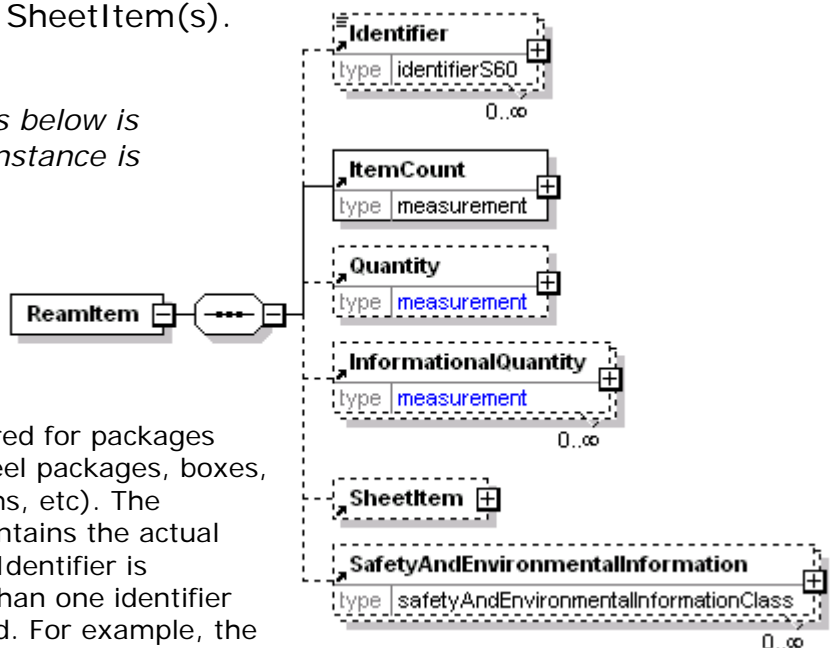 SheetItem(s).
s below is
nstance is
red for packages
eel packages, boxes,
ns, etc). The
ntains the actual
Identifier is
than one identifier
d. For example, the
ReamItem
Identifier
type identifierS60
0..∞
ItemCount
type measurement
Quantity
type measurement
InformationalQuantity
type measurement
0..∞
SheetItem
SafetyAndEnvironmentalInformation
type safetyAndEnvironmentalInformationClass
0..∞